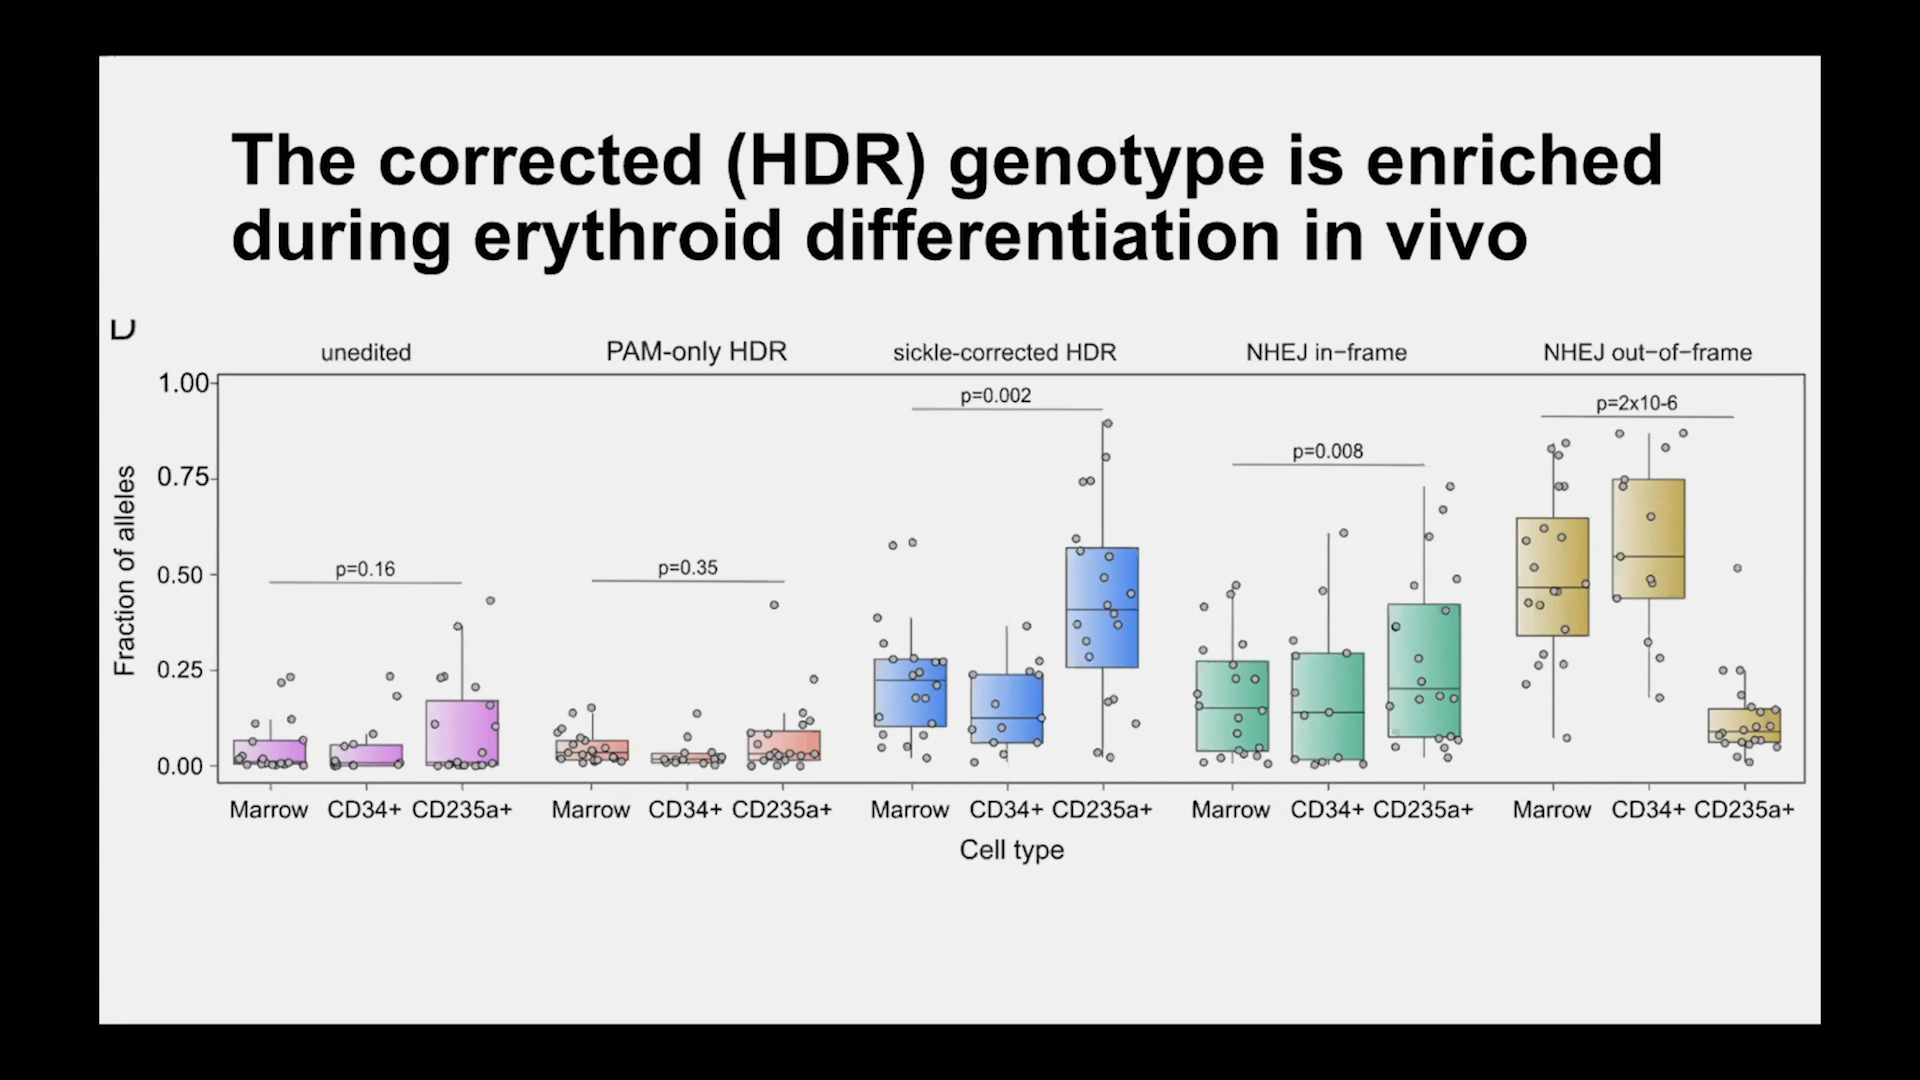 The corrected (HDR) genotype is enriched
during erythroid differentiation in vivo
unedited PAM-only HDR sickle-corrected HDR NHEJ in−frame NHEJ out−of−frame
1.00
0.75
0.50
0.25
0.00
Fraction of alleles
p=0.16
p=0.35
p=0.002
p=0.008
p=2x10-6
Marrow CD34+ CD235a+ Marrow CD34+ CD235a+ Marrow CD34+ CD235a+ Marrow CD34+ CD235a+ Marrow CD34+ CD235a+
Cell type